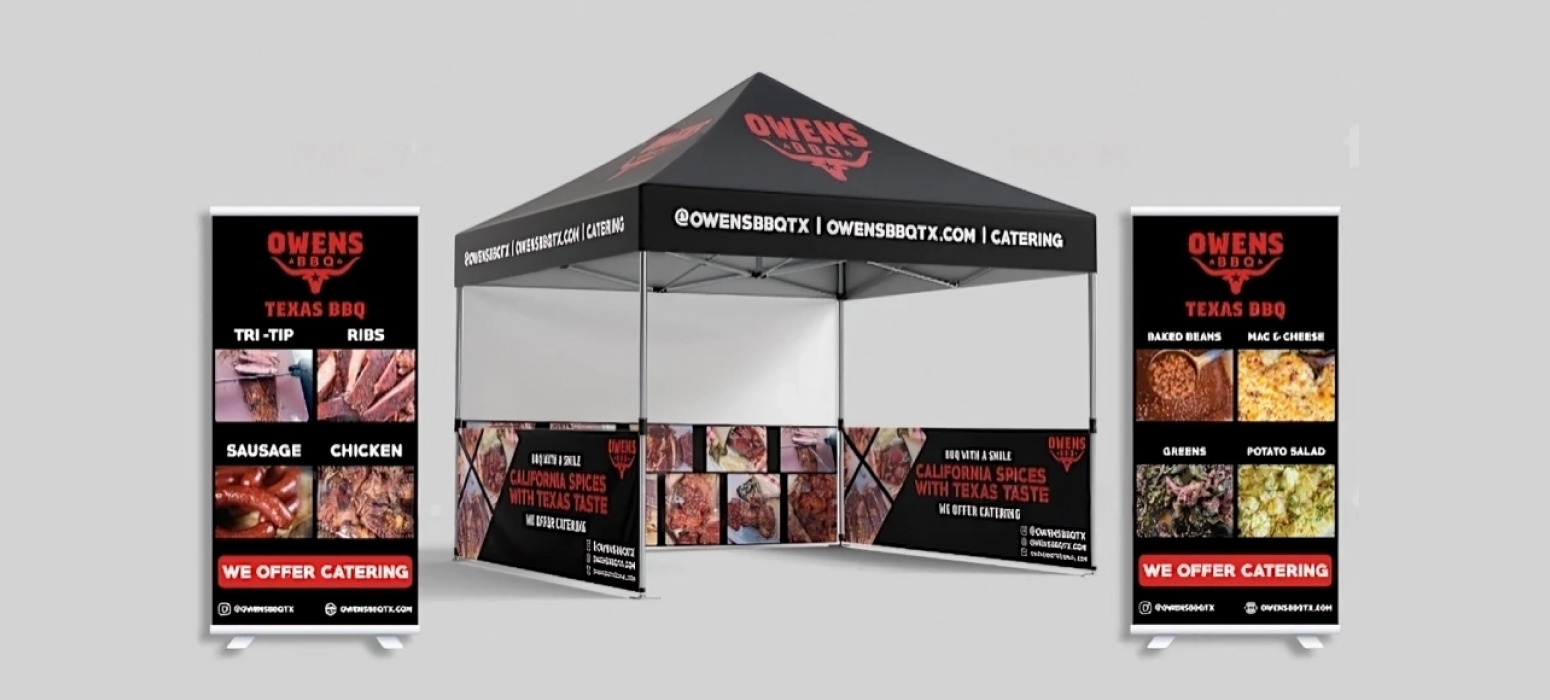 OWENS
BBQ
TEXAS BBQ
TRI-TIP
RIBS
SAUSAGE
CHICKEN
WE OFFER CATERING
@OWENSBBQTX
OWENSBBQTX.COM
OWENS
BBQ
@OWENSBBQTX | OWENSBBQTX.COM | CATERING
@OWENSBBQTX | OWENSBBQTX.COM | CATERING
OWENS
BBQ WITH A SMILE
CALIFORNIA SPICES
WITH TEXAS TASTE
WE OFFER CATERING
@OWENSBBQTX
OWENSBBQTX.COM
OWENS
BBQ WITH A SMILE
CALIFORNIA SPICES
WITH TEXAS TASTE
WE OFFER CATERING
@OWENSBBQTX
OWENSBBQTX.COM
OWENS
BBQ
TEXAS BBQ
BAKED BEANS
MAC & CHEESE
GREENS
POTATO SALAD
WE OFFER CATERING
@OWENSBBQTX
OWENSBBQTX.COM